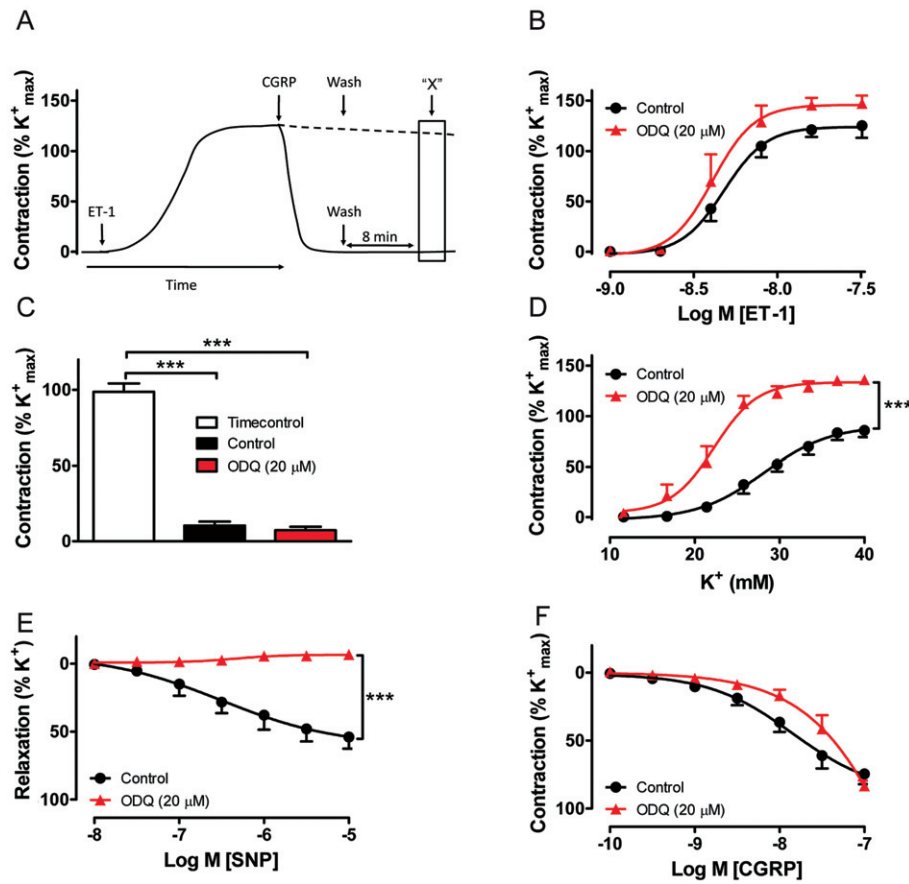 A
Contraction (% K⁺max)
150
100
50
0
ET-1
CGRP
Wash
"X"
Wash
8 min
Time
B
Contraction (% K⁺max)
150
100
50
0
Control
ODQ (20 µM)
-9.0
-8.5
-8.0
-7.5
Log M [ET-1]
C
Contraction (% K⁺max)
100
50
0
***
***
Timecontrol
Control
ODQ (20 µM)
D
Contraction (% K⁺max)
150
100
50
0
Control
ODQ (20 µM)
***
10
20
30
40
K⁺ (mM)
E
Relaxation (% K⁺)
0
50
100
***
Control
ODQ (20 µM)
-8
-7
-6
-5
Log M [SNP]
F
Contraction (% K⁺max)
0
50
100
Control
ODQ (20 µM)
-10
-9
-8
-7
Log M [CGRP]